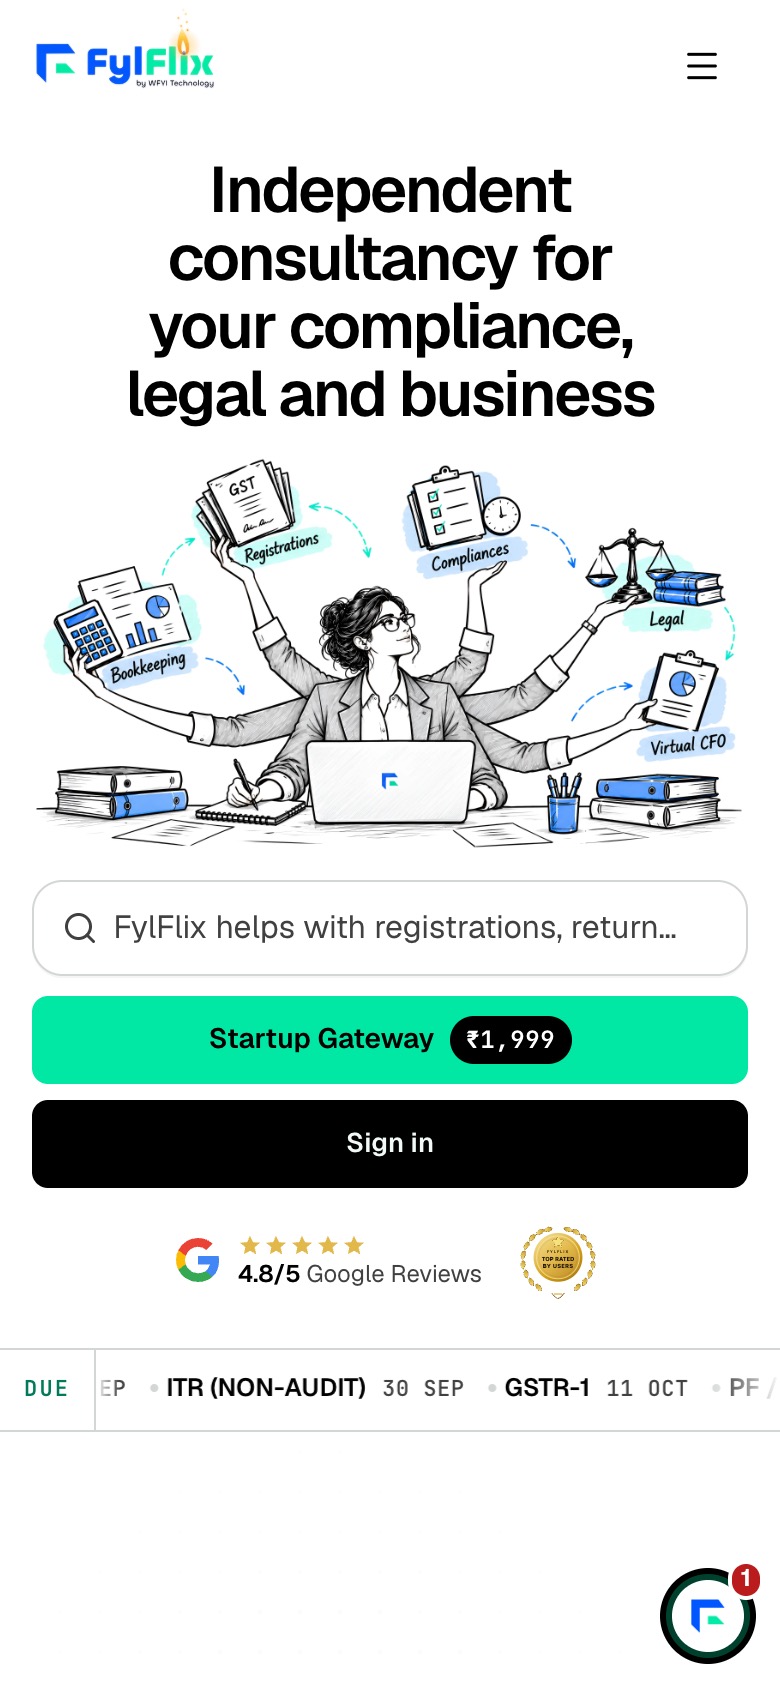 FylFlix
by WFYI Technology
Independent
consultancy for
your compliance,
legal and business
GST
Registrations
Compliances
Legal
Bookkeeping
Virtual CFO
FylFlix helps with registrations, return...
Startup Gateway ₹1,999
Sign in
4.8/5 Google Reviews
FYLFLIX
TOP RATED
BY USERS
DUE EP • ITR (NON-AUDIT) 30 SEP • GSTR-1 11 OCT • PF /
1